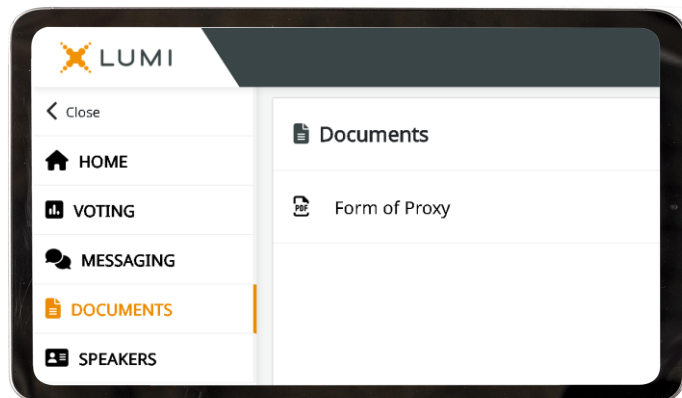 LUMI
Close
HOME
VOTING
MESSAGING
DOCUMENTS
SPEAKERS
Documents
PDF
Form of Proxy